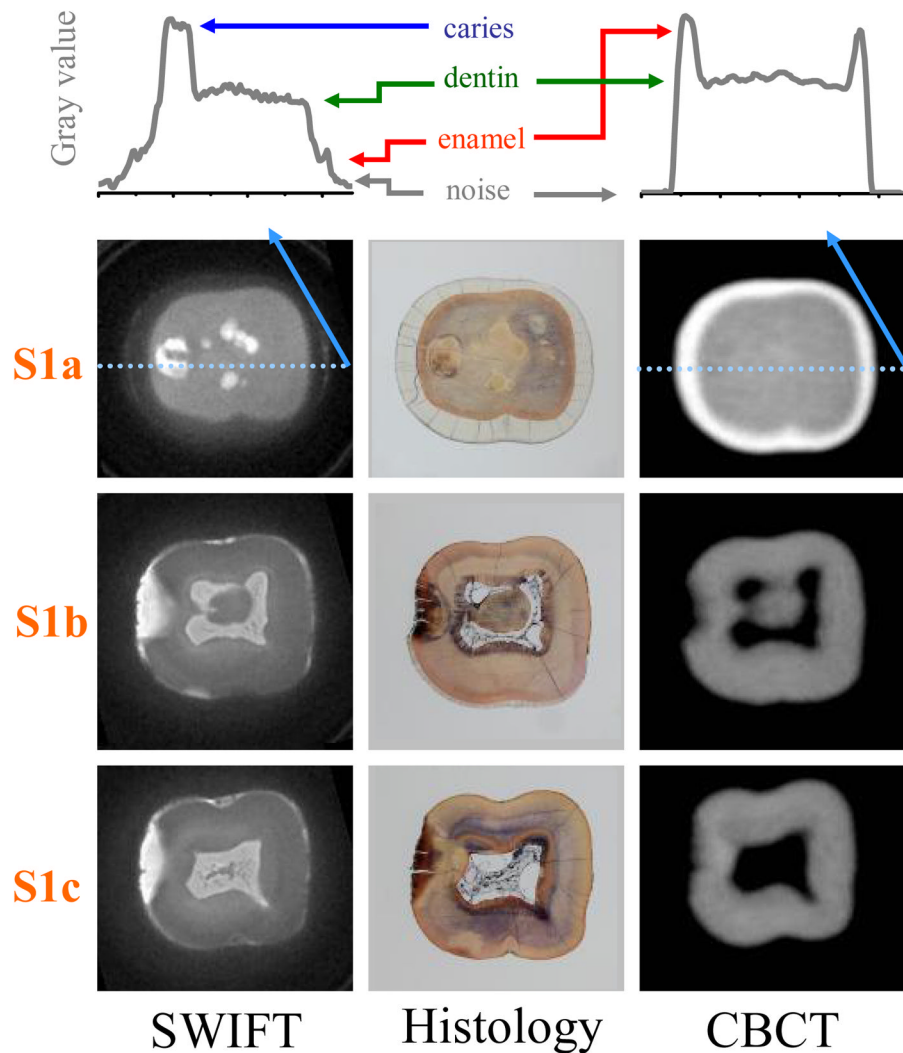 Gray value
caries
dentin
enamel
noise
S1a
S1b
S1c
SWIFT
Histology
CBCT